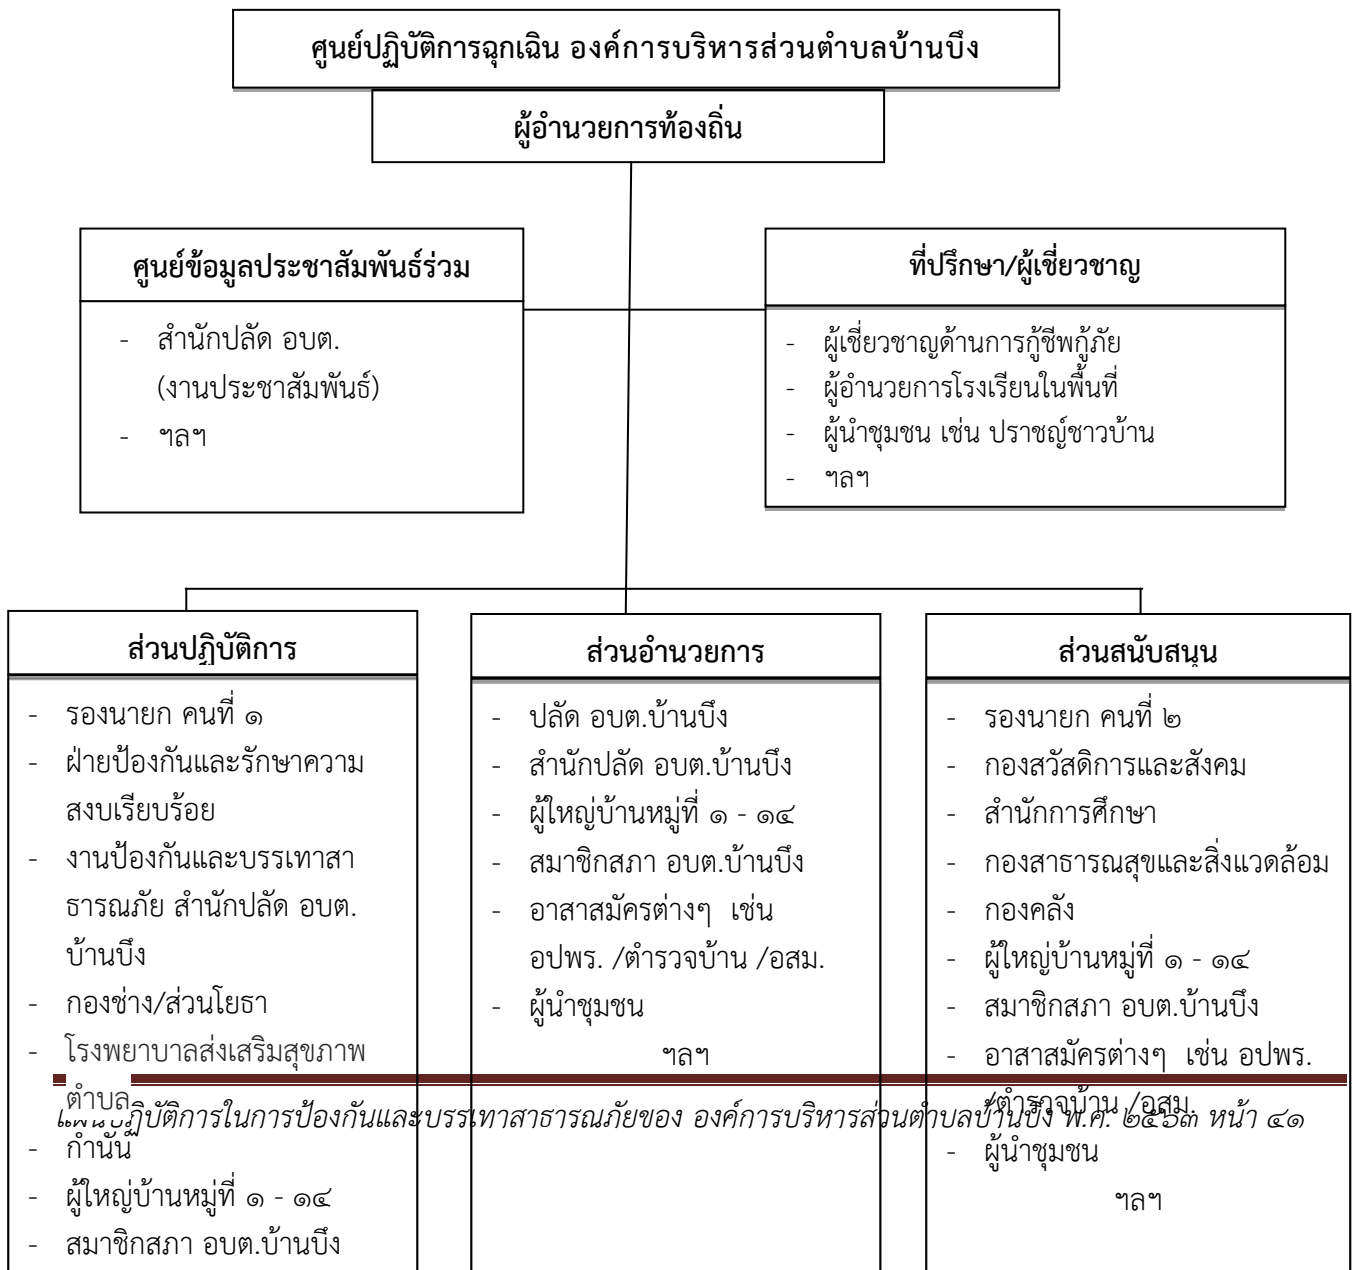 ศูนย์ปฏิบัติการฉุกเฉิน องค์การบริหารส่วนตำบลบ้านบึง
ผู้อำนวยการท้องถิ่น
ศูนย์ข้อมูลประชาสัมพันธ์ร่วม
- สำนักปลัด อบต.
(งานประชาสัมพันธ์)
- ฯลฯ
ที่ปรึกษา/ผู้เชี่ยวชาญ
- ผู้เชี่ยวชาญด้านการกู้ชีพกู้ภัย
- ผู้อำนวยการโรงเรียนในพื้นที่
- ผู้นำชุมชน เช่น ปราชญ์ชาวบ้าน
- ฯลฯ
ส่วนปฏิบัติการ
- รองนายก คนที่ ๑
- ฝ่ายป้องกันและรักษาความ
สงบเรียบร้อย
- งานป้องกันและบรรเทาสา
ธารณภัย สำนักปลัด อบต.
บ้านบึง
- กองช่าง/ส่วนโยธา
- โรงพยาบาลส่งเสริมสุขภาพ
ตำบล
- กำนัน
- ผู้ใหญ่บ้านหมู่ที่ ๑ - ๑๔
- สมาชิกสภา อบต.บ้านบึง
ส่วนอำนวยการ
- ปลัด อบต.บ้านบึง
- สำนักปลัด อบต.บ้านบึง
- ผู้ใหญ่บ้านหมู่ที่ ๑ - ๑๔
- สมาชิกสภา อบต.บ้านบึง
- อาสาสมัครต่างๆ เช่น
อปพร. /ตำรวจบ้าน /อสม.
- ผู้นำชุมชน
ฯลฯ
ส่วนสนับสนุน
- รองนายก คนที่ ๒
- กองสวัสดิการและสังคม
- สำนักการศึกษา
- กองสาธารณสุขและสิ่งแวดล้อม
- กองคลัง
- ผู้ใหญ่บ้านหมู่ที่ ๑ - ๑๔
- สมาชิกสภา อบต.บ้านบึง
- อาสาสมัครต่างๆ เช่น อปพร.
/ตำรวจบ้าน /อสม.
- ผู้นำชุมชน
ฯลฯ
แผนปฏิบัติการในการป้องกันและบรรเทาสาธารณภัยของ องค์การบริหารส่วนตำบลบ้านบึง พ.ศ. ๒๕๖๓ หน้า ๔๑